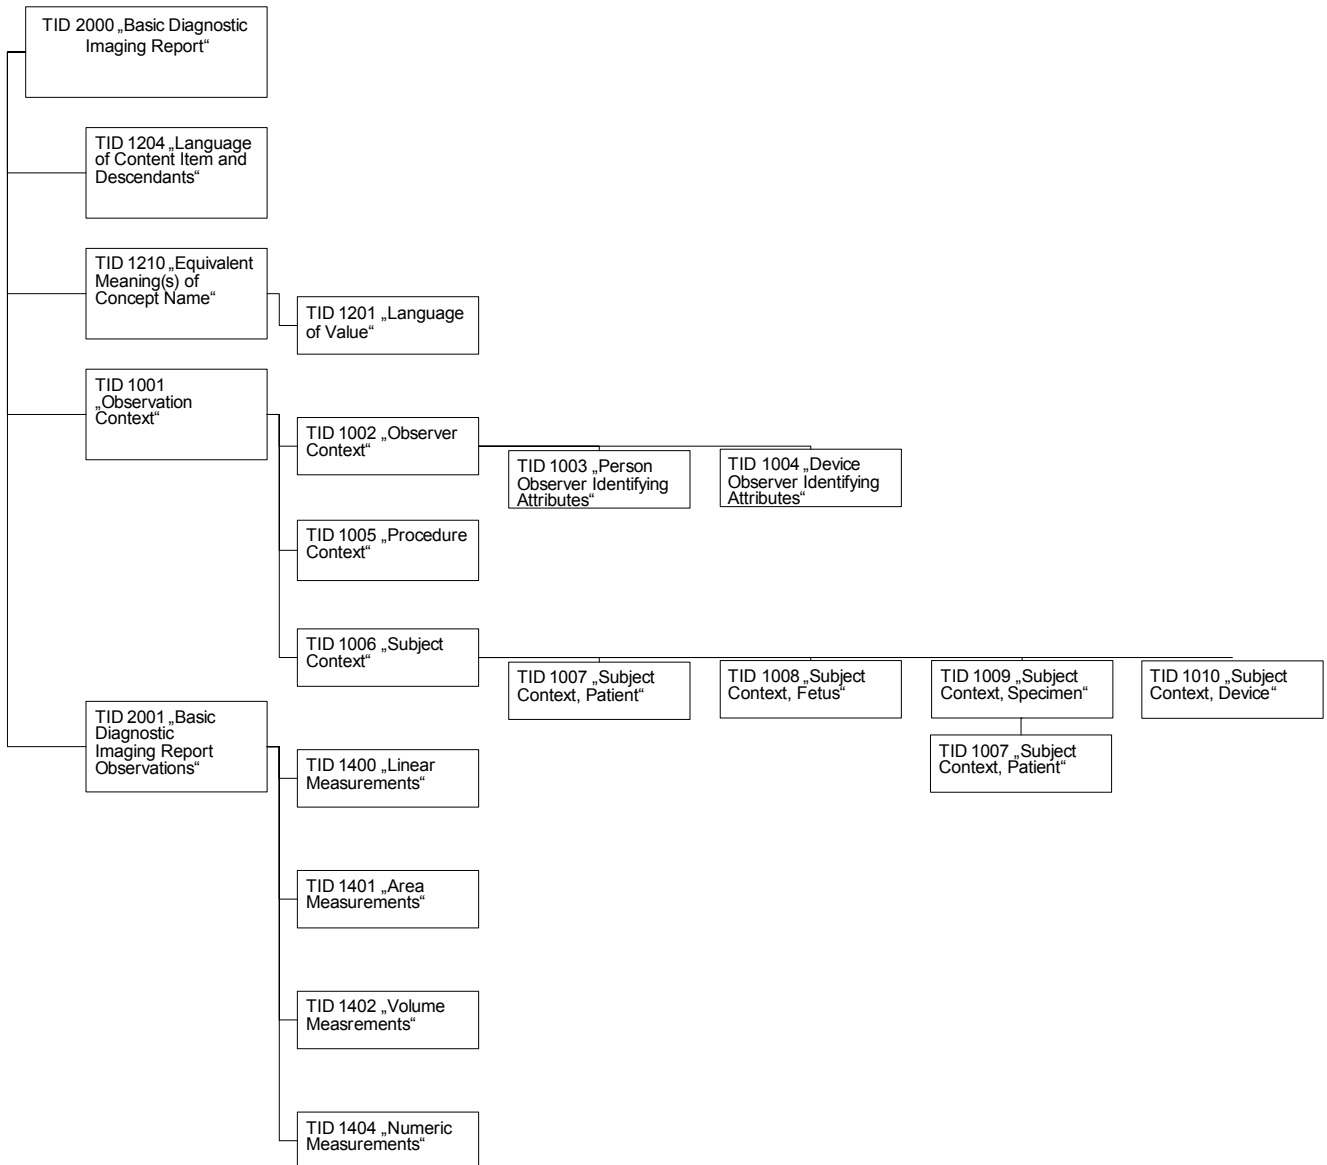 TID 2000 „Basic Diagnostic
Imaging Report“
TID 1204 „Language
of Content Item and
Descendants“
TID 1210 „Equivalent
Meaning(s) of
Concept Name“
TID 1201 „Language
of Value“
TID 1001
„Observation
Context“
TID 1002 „Observer
Context“
TID 1003 „Person
Observer Identifying
Attributes“
TID 1004 „Device
Observer Identifying
Attributes“
TID 1005 „Procedure
Context“
TID 1006 „Subject
Context“
TID 1007 „Subject
Context, Patient“
TID 1008 „Subject
Context, Fetus“
TID 1009 „Subject
Context, Specimen“
TID 1010 „Subject
Context, Device“
TID 1007 „Subject
Context, Patient“
TID 2001 „Basic
Diagnostic
Imaging Report
Observations“
TID 1400 „Linear
Measurements“
TID 1401 „Area
Measurements“
TID 1402 „Volume
Measrements“
TID 1404 „Numeric
Measurements“